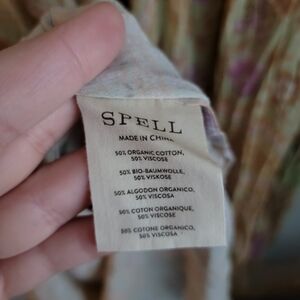 SPELL
MADE IN CHINA
50% ORGANIC COTTON,
50% VISCOSE
50% BIO-BAUMWOLLE,
50% VISKOSE
50% ALGODON ORGANICO,
50% VISCOSA
50% COTON ORGANIQUE,
50% VISCOSE
50% COTONE ORGANICO,
50% VISCOSA